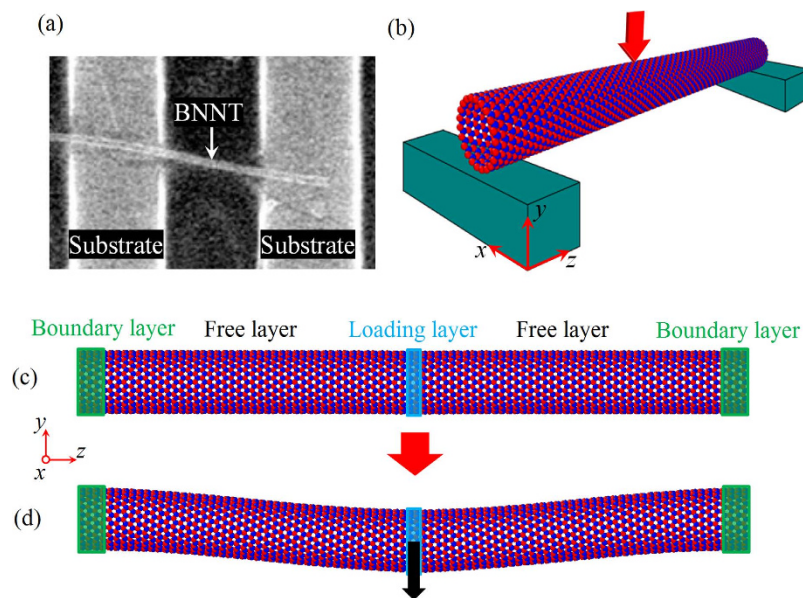 (a)
BNNT
Substrate Substrate
(b)
y
x
z
Boundary layer Free layer Loading layer Free layer Boundary layer
(c)
y
z
x
(d)